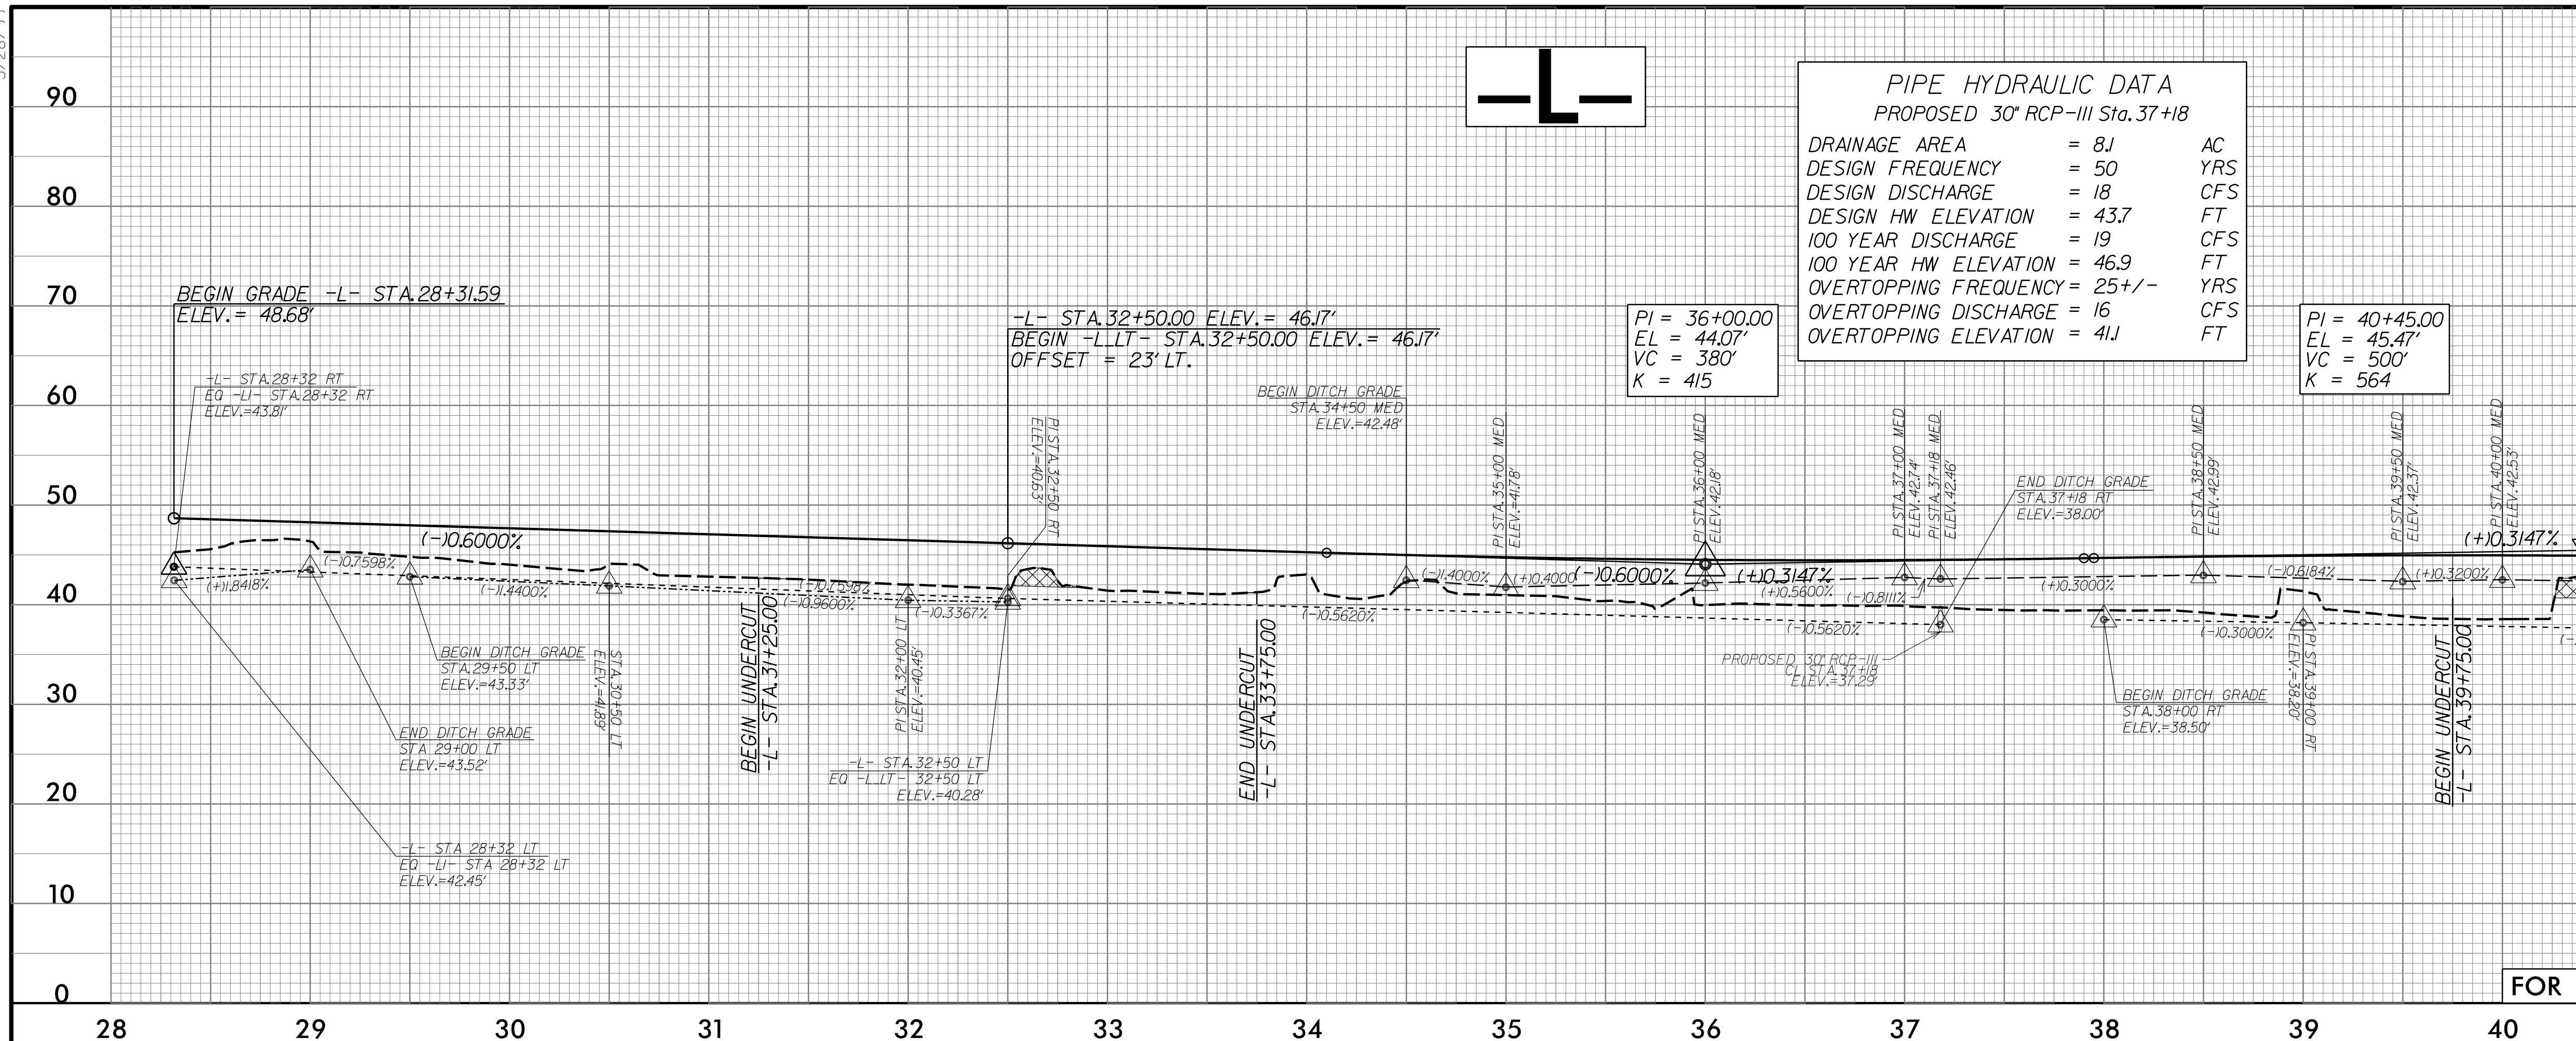 -L-
PIPE HYDRAULIC DATA
PROPOSED 30" RCP-III Sta. 37+18
DRAINAGE AREA = 8.1 AC
DESIGN FREQUENCY = 50 YRS
DESIGN DISCHARGE = 18 CFS
DESIGN HW ELEVATION = 43.7 FT
100 YEAR DISCHARGE = 19 CFS
100 YEAR HW ELEVATION = 46.9 FT
OVERTOPPING FREQUENCY = 25+/- YRS
OVERTOPPING DISCHARGE = 16 CFS
OVERTOPPING ELEVATION = 41.1 FT
BEGIN GRADE -L- STA.28+31.59
ELEV.= 48.68'
-L- STA.28+32 RT
EQ -L1- STA.28+32 RT
ELEV.=43.81'
-L- STA.32+50.00 ELEV.= 46.17'
BEGIN -L_LT- STA.32+50.00 ELEV.= 46.17'
OFFSET = 23' LT.
BEGIN DITCH GRADE
STA.34+50 MED
ELEV.=42.48'
PI = 36+00.00
EL = 44.07'
VC = 380'
K = 415
PI = 40+45.00
EL = 45.47'
VC = 500'
K = 564
PI STA.32+50 RT
ELEV.=40.63'
PI STA.35+00 MED
ELEV.=41.78'
PI STA.36+00 MED
ELEV.42.18'
PI STA.37+00 MED
ELEV.42.74'
PI STA.37+18 MED
ELEV.42.46'
END DITCH GRADE
STA.37+18 RT
ELEV.=38.00'
PI STA.38+50 MED
ELEV.42.99'
PI STA.39+50 MED
ELEV.42.37'
PI STA.40+00 MED
ELEV.42.53'
(-)0.6000%
(+)1.8418%
(-)0.7598%
(-)1.4400%
(-)0.7598%
(-)0.9600%
(-)0.3367%
(-)0.5620%
(-)1.4000%
(+)0.4000
(-)0.6000%
(+)0.3147%
(+)0.5600%
(-)0.8111%
(-)0.5620%
(+)0.3000%
(-)0.6184%
(+)0.3200%
(+)0.3147%
(-)0.3000%
BEGIN DITCH GRADE
STA.29+50 LT
ELEV.=43.33'
STA.30+50 LT
ELEV.=41.89'
END DITCH GRADE
STA 29+00 LT
ELEV.=43.52'
-L- STA 28+32 LT
EQ -L1- STA 28+32 LT
ELEV.=42.45'
BEGIN UNDERCUT
-L- STA.31+25.00
PI STA.32+00 LT
ELEV.=40.45'
-L- STA.32+50 LT
EQ -L_LT- 32+50 LT
ELEV.=40.28'
END UNDERCUT
-L- STA.33+75.00
PROPOSED 30" RCP-III
CL STA.37+18
ELEV.=37.29'
BEGIN DITCH GRADE
STA.38+00 RT
ELEV.=38.50'
PI STA.39+00 RT
ELEV.=38.20'
BEGIN UNDERCUT
-L- STA.39+75.00
90
80
70
60
50
40
30
20
10
0
FOR
28 29 30 31 32 33 34 35 36 37 38 39 40